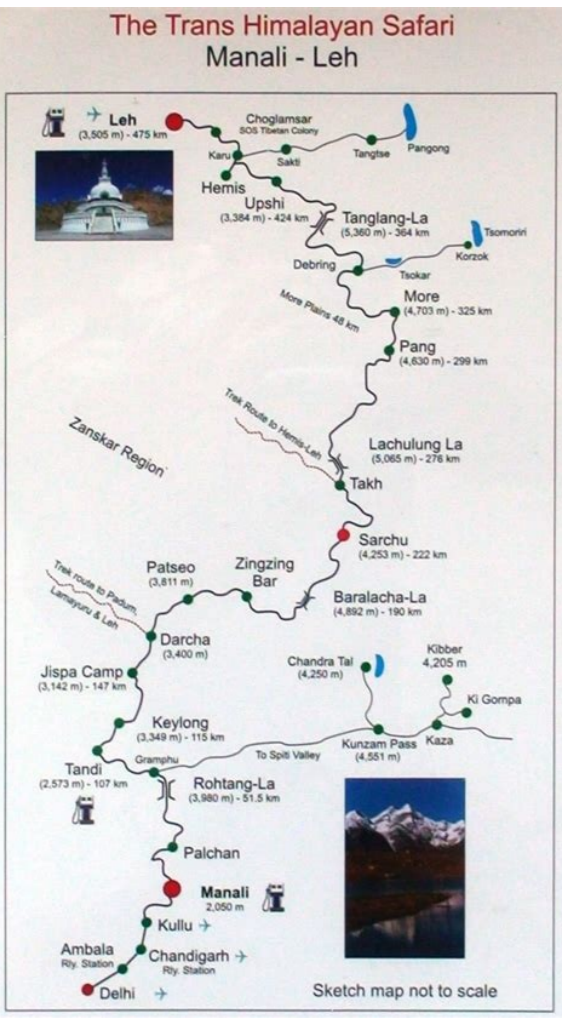 The Trans Himalayan Safari
Manali - Leh
Leh
(3,505 m) - 475 km
Choglamsar
SOS Tibetan Colony
Karu
Sakti
Tangtse
Pangong
Hemis
Upshi
(3,384 m) - 424 km
Tanglang-La
(5,360 m) - 364 km
Tsomoriri
Korzok
Debring
Tsokar
More
(4,703 m) - 325 km
More Plains 48 km
Pang
(4,630 m) - 299 km
Trek Route to Hemis-Leh
Lachulung La
(5,065 m) - 276 km
Zanskar Region
Takh
Sarchu
(4,253 m) - 222 km
Patseo
(3,811 m)
Zingzing
Bar
Baralacha-La
(4,892 m) - 190 km
Trek route to Padum,
Lamayuru & Leh
Darcha
(3,400 m)
Jispa Camp
(3,142 m) - 147 km
Chandra Tal
(4,250 m)
Kibber
4,205 m
Ki Gompa
Keylong
(3,349 m) - 115 km
Kunzam Pass
(4,551 m)
Kaza
To Spiti Valley
Gramphu
Tandi
(2,573 m) - 107 km
Rohtang-La
(3,980 m) - 51.5 km
Palchan
Manali
2,050 m
Kullu
Ambala
Rly. Station
Chandigarh
Rly. Station
Delhi
Sketch map not to scale